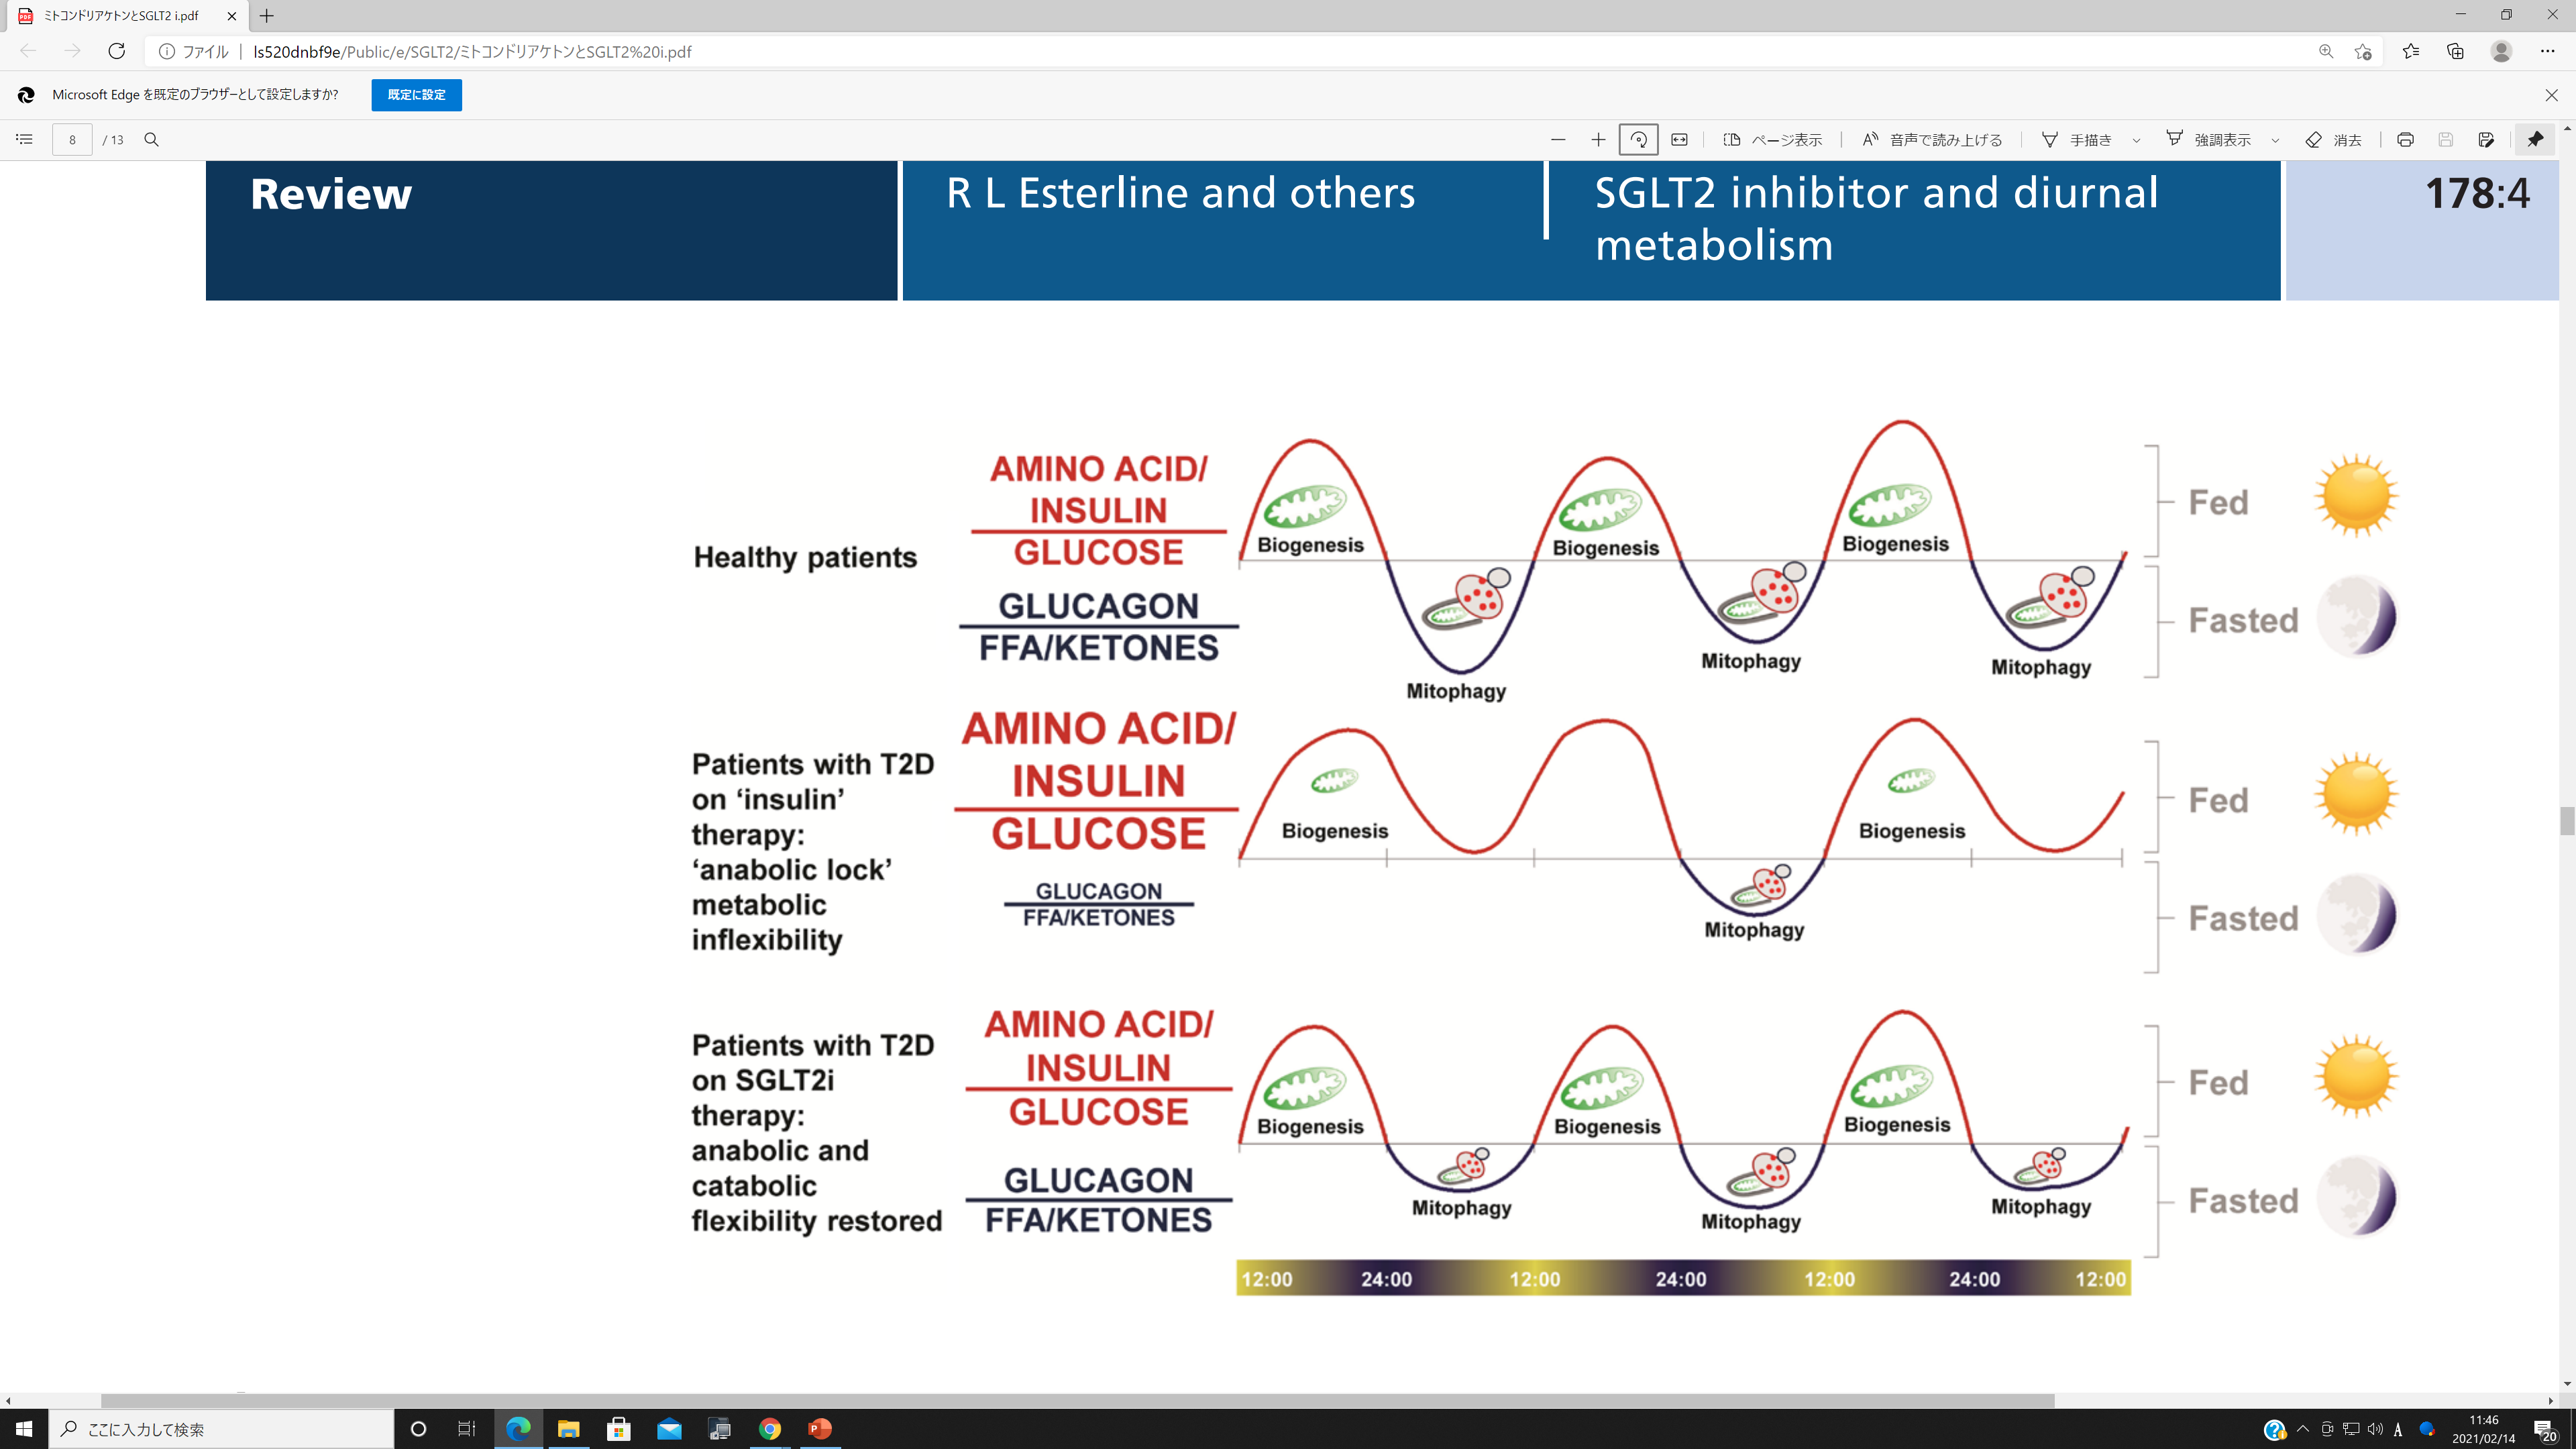 ミトコンドリアケトンとSGLT2 i.pdf
ファイル
ls520dnbf9e/Public/e/SGLT2/ミトコンドリアケトンとSGLT2%20i.pdf
Microsoft Edge を既定のブラウザーとして設定しますか?
既定に設定
8 / 13
ページ表示
音声で読み上げる
手描き
強調表示
消去
Review
R L Esterline and others
SGLT2 inhibitor and diurnal
metabolism
178:4
Healthy patients
AMINO ACID/
INSULIN
GLUCOSE
GLUCAGON
FFA/KETONES
Biogenesis
Biogenesis
Biogenesis
Mitophagy
Mitophagy
Mitophagy
Fed
Fasted
Patients with T2D
on ‘insulin’
therapy:
‘anabolic lock’
metabolic
inflexibility
AMINO ACID/
INSULIN
GLUCOSE
GLUCAGON
FFA/KETONES
Biogenesis
Biogenesis
Mitophagy
Fed
Fasted
Patients with T2D
on SGLT2i
therapy:
anabolic and
catabolic
flexibility restored
AMINO ACID/
INSULIN
GLUCOSE
GLUCAGON
FFA/KETONES
Biogenesis
Biogenesis
Biogenesis
Mitophagy
Mitophagy
Mitophagy
Fed
Fasted
12:00 24:00 12:00 24:00 12:00 24:00 12:00
ここに入力して検索
A
11:46
2021/02/14
20